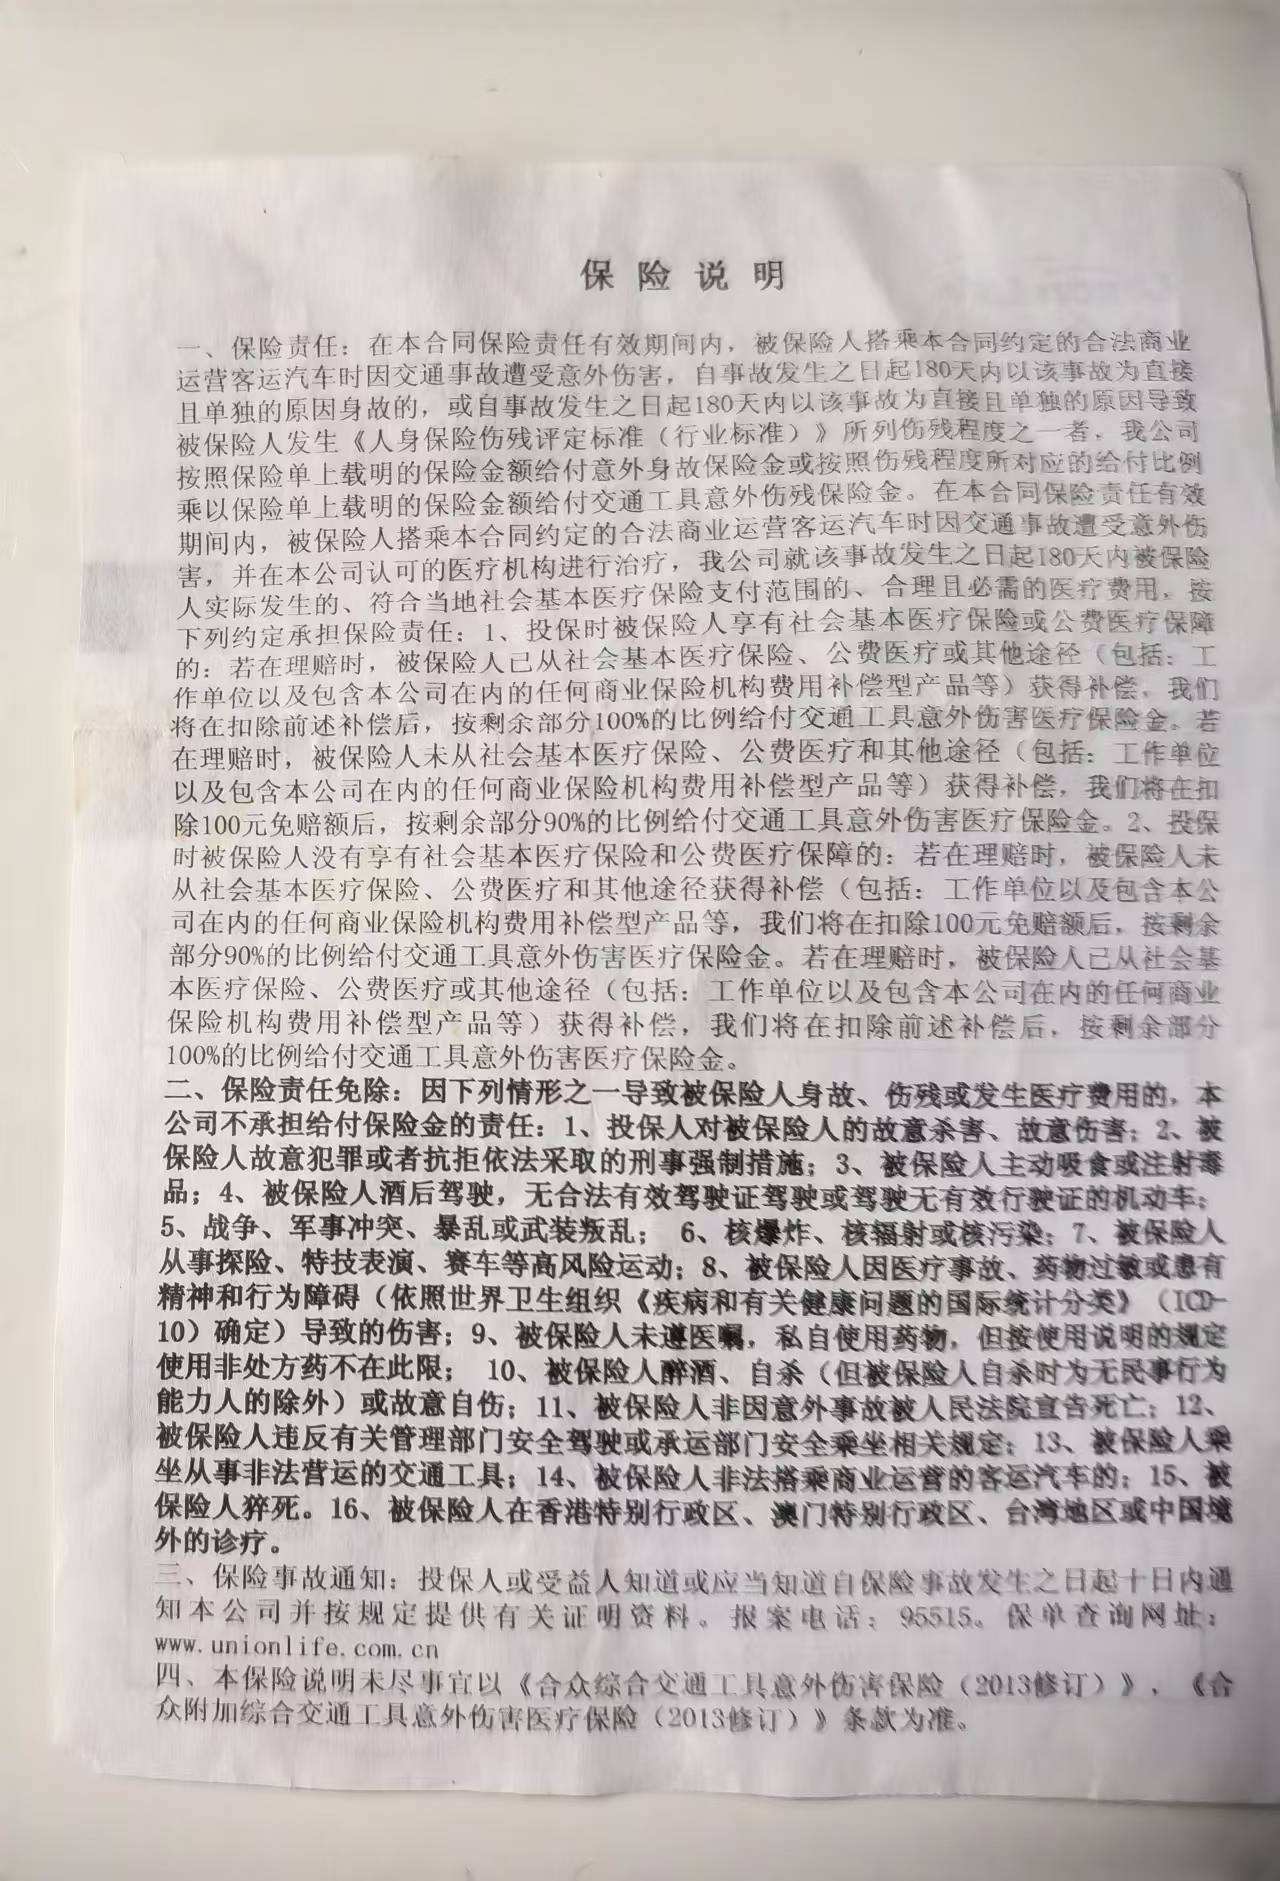 保险说明
一、保险责任：在本合同保险责任有效期间内，被保险人搭乘本合同约定的合法商业
运营客运汽车时因交通事故遭受意外伤害，自事故发生之日起180天内以该事故为直接
且单独的原因身故的，或自事故发生之日起180天内以该事故为直接且单独的原因导致
被保险人发生《人身保险伤残评定标准（行业标准）》所列伤残程度之一者，我公司
按照保险单上载明的保险金额给付意外身故保险金或按照伤残程度所对应的给付比例
乘以保险单上载明的保险金额给付交通工具意外伤残保险金。在本合同保险责任有效
期间内，被保险人搭乘本合同约定的合法商业运营客运汽车时因交通事故遭受意外伤
害，并在本公司认可的医疗机构进行治疗，我公司就该事故发生之日起180天内被保险
人实际发生的、符合当地社会基本医疗保险支付范围的、合理且必需的医疗费用，按
下列约定承担保险责任：1、投保时被保险人享有社会基本医疗保险或公费医疗保障
的：若在理赔时，被保险人已从社会基本医疗保险、公费医疗或其他途径（包括：工
作单位以及包含本公司在内的任何商业保险机构费用补偿型产品等）获得补偿，我们
将在扣除前述补偿后，按剩余部分100%的比例给付交通工具意外伤害医疗保险金。若
在理赔时，被保险人未从社会基本医疗保险、公费医疗和其他途径（包括：工作单位
以及包含本公司在内的任何商业保险机构费用补偿型产品等）获得补偿，我们将在扣
除100元免赔额后，按剩余部分90%的比例给付交通工具意外伤害医疗保险金。2、投保
时被保险人没有享有社会基本医疗保险和公费医疗保障的：若在理赔时，被保险人未
从社会基本医疗保险、公费医疗和其他途径获得补偿（包括：工作单位以及包含本公
司在内的任何商业保险机构费用补偿型产品等，我们将在扣除100元免赔额后，按剩余
部分90%的比例给付交通工具意外伤害医疗保险金。若在理赔时，被保险人已从社会基
本医疗保险、公费医疗或其他途径（包括：工作单位以及包含本公司在内的任何商业
保险机构费用补偿型产品等）获得补偿，我们将在扣除前述补偿后，按剩余部分
100%的比例给付交通工具意外伤害医疗保险金。
二、保险责任免除：因下列情形之一导致被保险人身故、伤残或发生医疗费用的，本
公司不承担给付保险金的责任：1、投保人对被保险人的故意杀害、故意伤害；2、被
保险人故意犯罪或者抗拒依法采取的刑事强制措施；3、被保险人主动吸食或注射毒
品；4、被保险人酒后驾驶，无合法有效驾驶证驾驶或驾驶无有效行驶证的机动车；
5、战争、军事冲突、暴乱或武装叛乱； 6、核爆炸、核辐射或核污染；7、被保险人
从事探险、特技表演、赛车等高风险运动；8、被保险人因医疗事故、药物过敏或患有
精神和行为障碍（依照世界卫生组织《疾病和有关健康问题的国际统计分类》（ICD-
10）确定）导致的伤害；9、被保险人未遵医嘱，私自使用药物，但按使用说明的规定
使用非处方药不在此限； 10、被保险人醉酒、自杀（但被保险人自杀时为无民事行为
能力人的除外）或故意自伤；11、被保险人非因意外事故被人民法院宣告死亡；12、
被保险人违反有关管理部门安全驾驶或承运部门安全乘坐相关规定；13、被保险人乘
坐从事非法营运的交通工具；14、被保险人非法搭乘商业运营的客运汽车的；15、被
保险人猝死。16、被保险人在香港特别行政区、澳门特别行政区、台湾地区或中国境
外的诊疗。
三、保险事故通知：投保人或受益人知道或应当知道自保险事故发生之日起十日内通
知本公司并按规定提供有关证明资料。报案电话：95515。保单查询网址：
www.unionlife.com.cn
四、本保险说明未尽事宜以《合众综合交通工具意外伤害保险（2013修订）》、《合
众附加综合交通工具意外伤害医疗保险（2013修订）》条款为准。